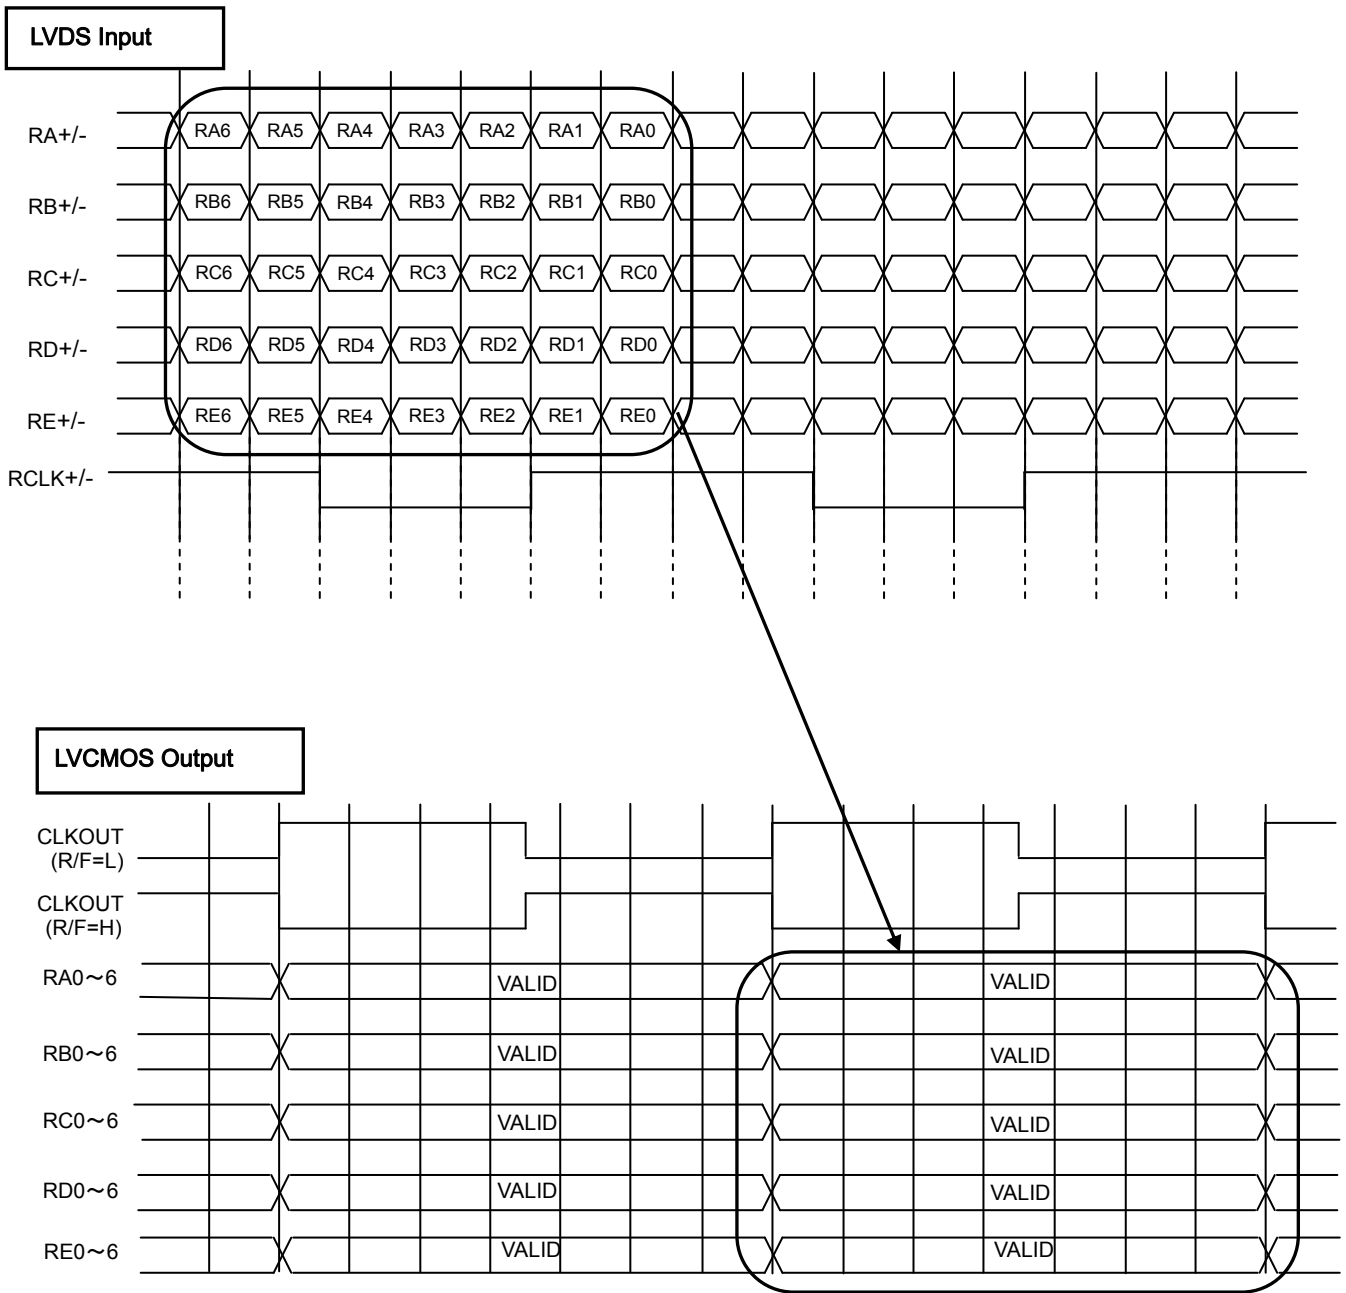 LVDS Input
RA+/- RA6 RA5 RA4 RA3 RA2 RA1 RA0
RB+/- RB6 RB5 RB4 RB3 RB2 RB1 RB0
RC+/- RC6 RC5 RC4 RC3 RC2 RC1 RC0
RD+/- RD6 RD5 RD4 RD3 RD2 RD1 RD0
RE+/- RE6 RE5 RE4 RE3 RE2 RE1 RE0
RCLK+/-
LVCMOS Output
CLKOUT
(R/F=L)
CLKOUT
(R/F=H)
RA0～6 VALID VALID
RB0～6 VALID VALID
RC0～6 VALID VALID
RD0～6 VALID VALID
RE0～6 VALID VALID